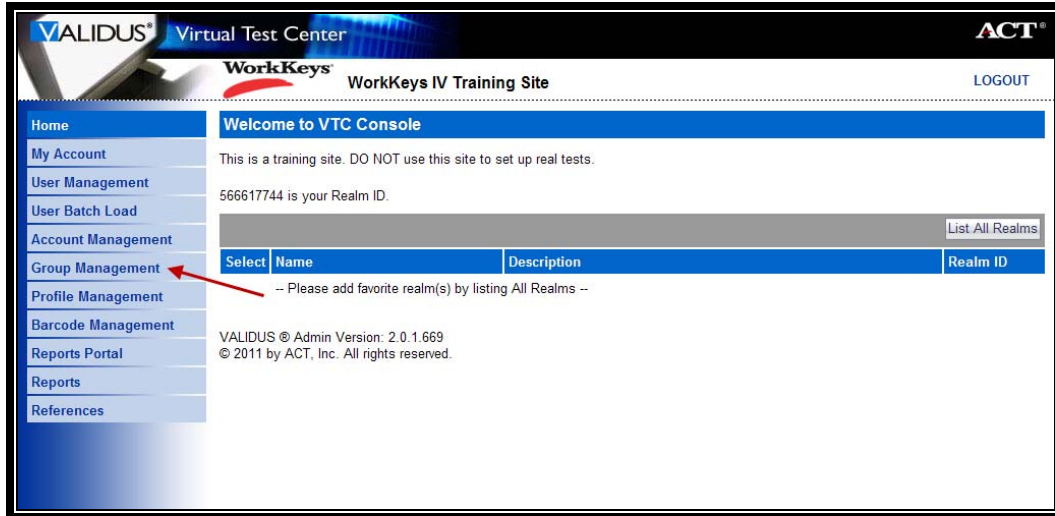 VALIDUS® Virtual Test Center
ACT®
WorkKeys®
WorkKeys IV Training Site
LOGOUT
Home
My Account
User Management
User Batch Load
Account Management
Group Management
Profile Management
Barcode Management
Reports Portal
Reports
References
Welcome to VTC Console
This is a training site. DO NOT use this site to set up real tests.
566617744 is your Realm ID.
List All Realms
Select Name Description Realm ID
-- Please add favorite realm(s) by listing All Realms --
VALIDUS ® Admin Version: 2.0.1.669
© 2011 by ACT, Inc. All rights reserved.